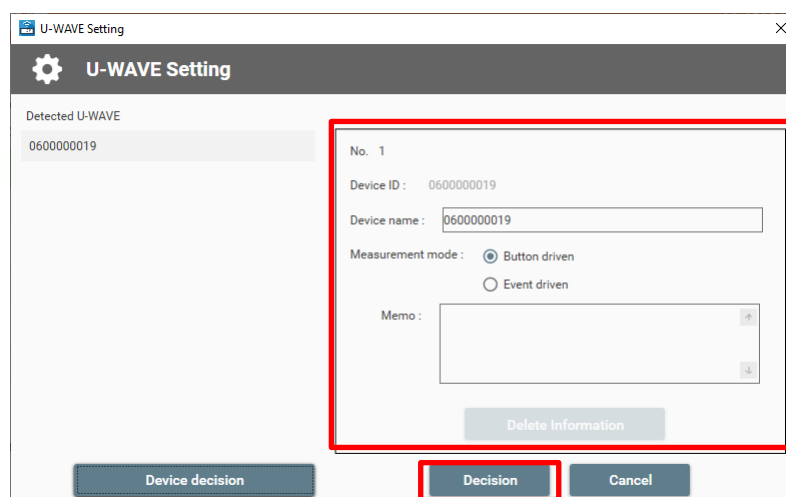 U-WAVE Setting
U-WAVE Setting
Detected U-WAVE
0600000019
No. 1
Device ID : 0600000019
Device name : 0600000019
Measurement mode : Button driven
Event driven
Memo :
Delete Information
Device decision
Decision
Cancel